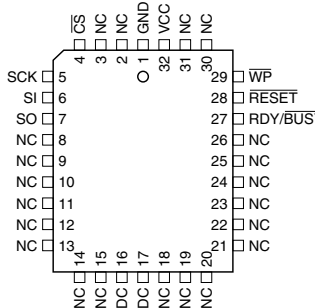 CS NC NC GND VCC NC NC
4 3 2 1 32 31 30
SCK 5 29 WP
SI 6 28 RESET
SO 7 27 RDY/BUS
NC 8 26 NC
NC 9 25 NC
NC 10 24 NC
NC 11 23 NC
NC 12 22 NC
NC 13 21 NC
14 15 16 17 18 19 20
NC NC DC DC NC NC NC